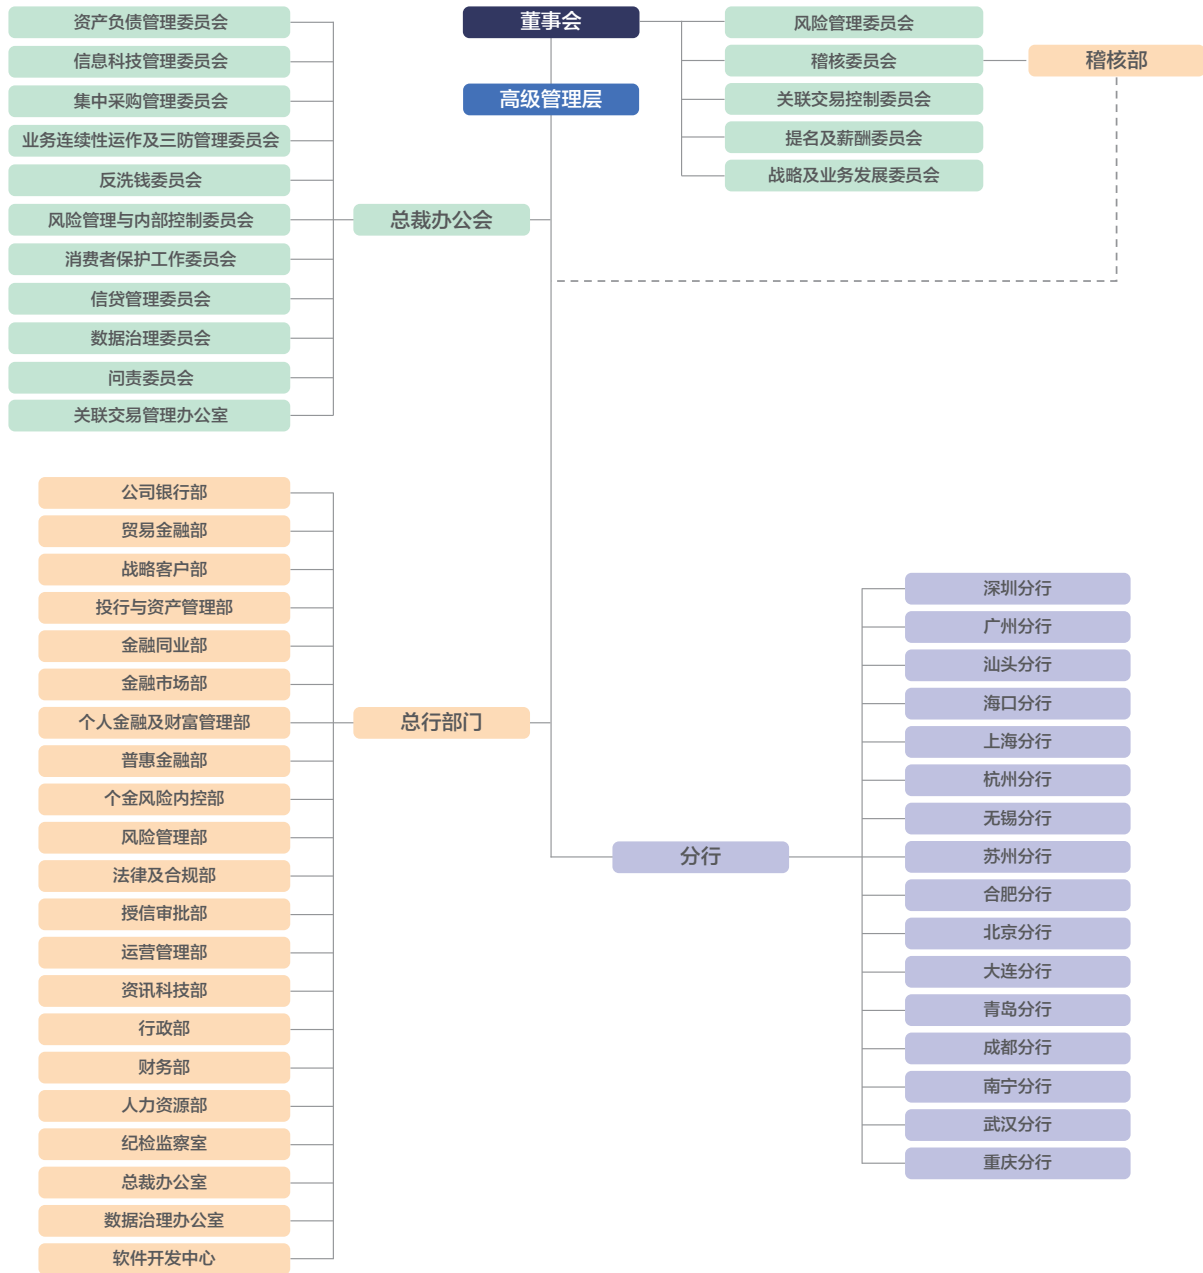 董事会
高级管理层
风险管理委员会
稽核委员会
关联交易控制委员会
提名及薪酬委员会
战略及业务发展委员会
稽核部
总裁办公会
资产负债管理委员会
信息科技管理委员会
集中采购管理委员会
业务连续性运作及三防管理委员会
反洗钱委员会
风险管理与内部控制委员会
消费者保护工作委员会
信贷管理委员会
数据治理委员会
问责委员会
关联交易管理办公室
总行部门
公司银行部
贸易金融部
战略客户部
投行与资产管理部
金融同业部
金融市场部
个人金融及财富管理部
普惠金融部
个金风险内控部
风险管理部
法律及合规部
授信审批部
运营管理部
资讯科技部
行政部
财务部
人力资源部
纪检监察室
总裁办公室
数据治理办公室
软件开发中心
分行
深圳分行
广州分行
汕头分行
海口分行
上海分行
杭州分行
无锡分行
苏州分行
合肥分行
北京分行
大连分行
青岛分行
成都分行
南宁分行
武汉分行
重庆分行